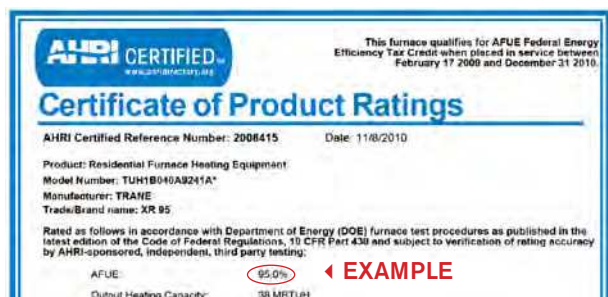 AHRI CERTIFIED™
www.ahridirectory.org
This furnace qualifies for AFUE Federal Energy
Efficiency Tax Credit when placed in service between
February 17 2009 and December 31 2010.
Certificate of Product Ratings
AHRI Certified Reference Number: 2008415 Date: 11/8/2010
Product: Residential Furnace Heating Equipment
Model Number: TUH1B040A9241A*
Manufacturer: TRANE
Trade/Brand name: XR 95
Rated as follows in accordance with Department of Energy (DOE) furnace test procedures as published in the
latest edition of the Code of Federal Regulations, 10 CFR Part 430 and subject to verification of rating accuracy
by AHRI-sponsored, independent, third party testing:
AFUE: 95.0% EXAMPLE
Output Heating Capacity: 38 MBTUH